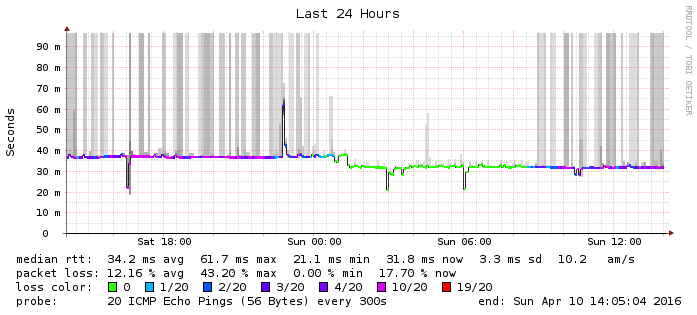 Last 24 Hours
RRDTOOL / TOBI OETIKER
Seconds
90 m
80 m
70 m
60 m
50 m
40 m
30 m
20 m
10 m
0
Sat 18:00 Sun 00:00 Sun 06:00 Sun 12:00
median rtt: 34.2 ms avg 61.7 ms max 21.1 ms min 31.8 ms now 3.3 ms sd 10.2 am/s
packet loss: 12.16 % avg 43.20 % max 0.00 % min 17.70 % now
loss color: 0 1/20 2/20 3/20 4/20 10/20 19/20
probe: 20 ICMP Echo Pings (56 Bytes) every 300s end: Sun Apr 10 14:05:04 2016